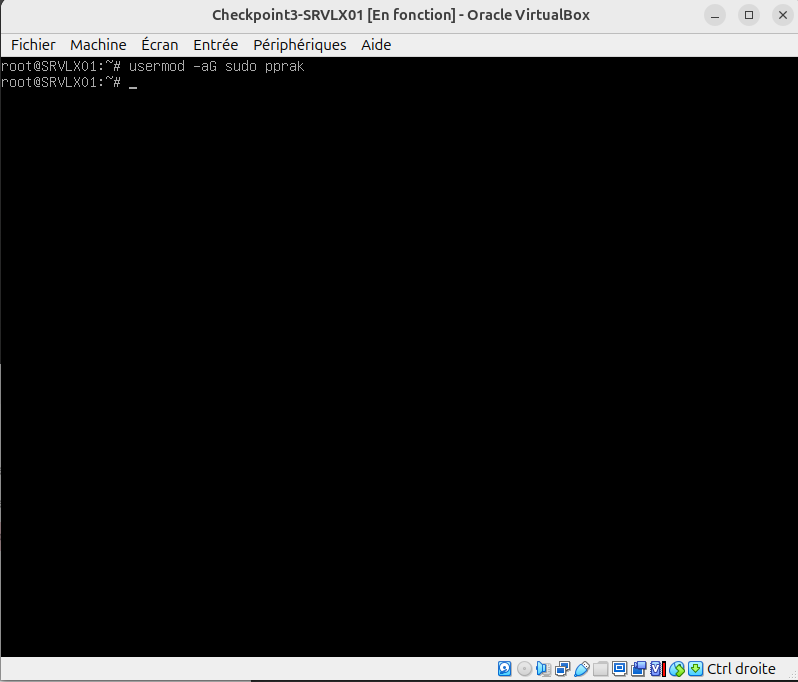 Checkpoint3-SRVLX01 [En fonction] - Oracle VirtualBox
Fichier Machine Écran Entrée Périphériques Aide
root@SRVLX01:~# usermod -aG sudo pprak
root@SRVLX01:~# _
Ctrl droite